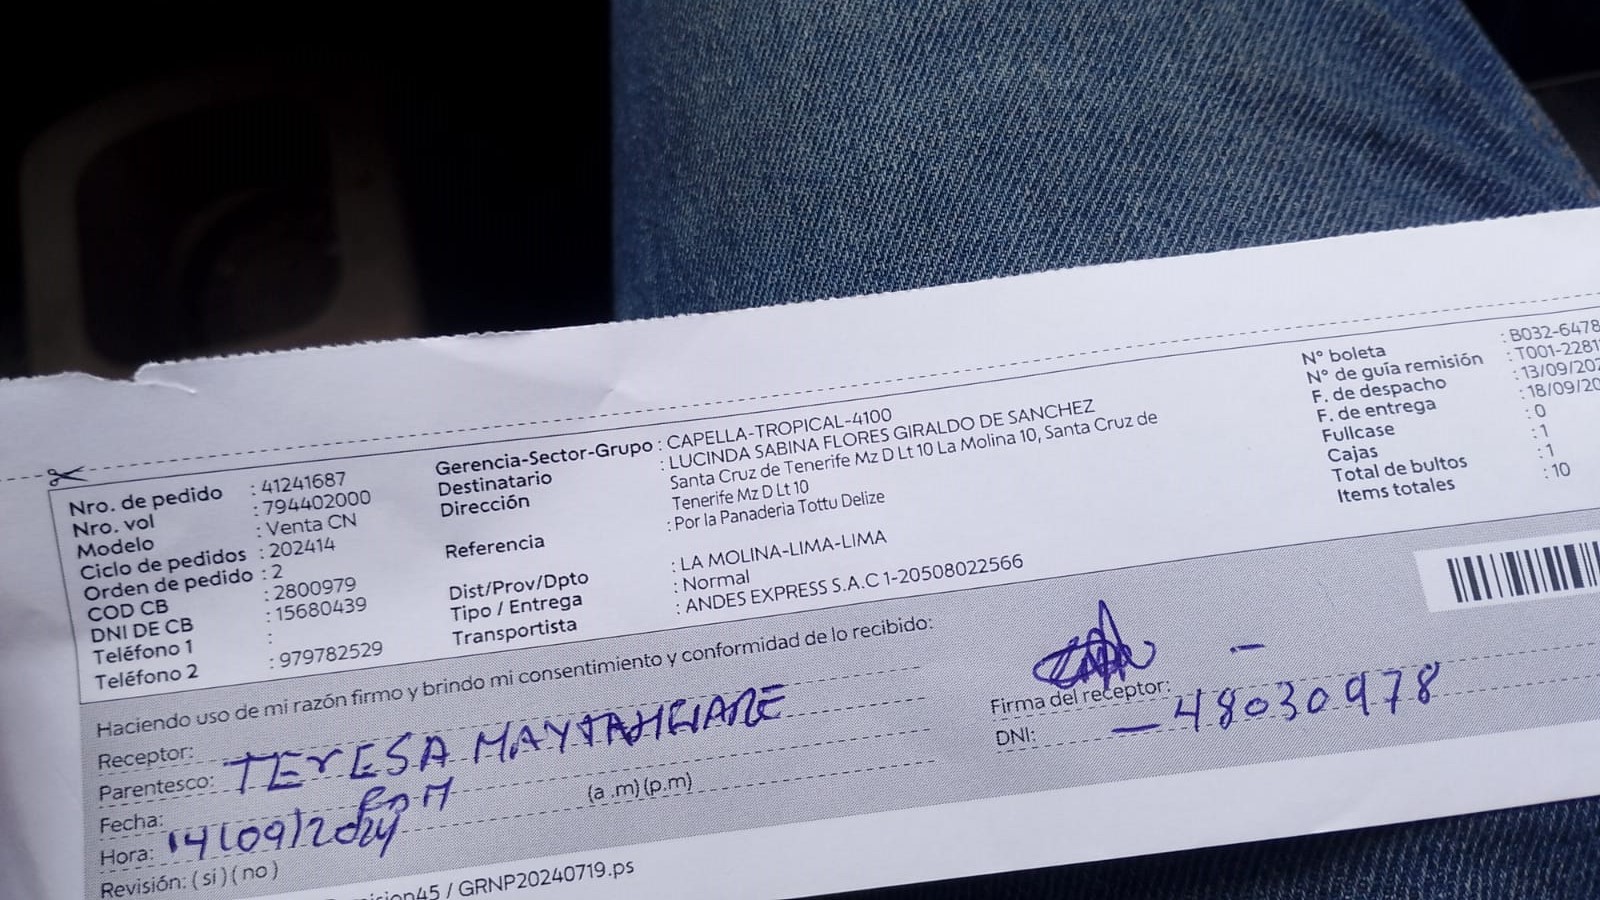 Nro. de pedido : 41241687
Nro. vol : 794402000
Modelo : Venta CN
Ciclo de pedidos : 202414
Orden de pedido : 2
COD CB : 2800979
DNI DE CB : 15680439
Teléfono 1 :
Teléfono 2 : 979782529
Gerencia-Sector-Grupo : CAPELLA-TROPICAL-4100
Destinatario : LUCINDA SABINA FLORES GIRALDO DE SANCHEZ
Dirección : Santa Cruz de Tenerife Mz D Lt 10 La Molina 10, Santa Cruz de
Tenerife Mz D Lt 10
Referencia : Por la Panaderia Tottu Delize
Dist/Prov/Dpto : LA MOLINA-LIMA-LIMA
Tipo / Entrega : Normal
Transportista : ANDES EXPRESS S.A.C 1-20508022566
N° boleta : B032-6478
N° de guía remisión : T001-2281
F. de despacho : 13/09/202
F. de entrega : 18/09/20
Fullcase : 0
Cajas : 1
Total de bultos : 1
Items totales : 10
Haciendo uso de mi razón firmo y brindo mi consentimiento y conformidad de lo recibido:
Receptor: TERESA
Parentesco:
Fecha:
Hora: 14/09/2024 (a .m) (p.m)
Revisión: ( si ) ( no )
Firma del receptor:
DNI: — 48030978
45 / GRNP20240719.ps